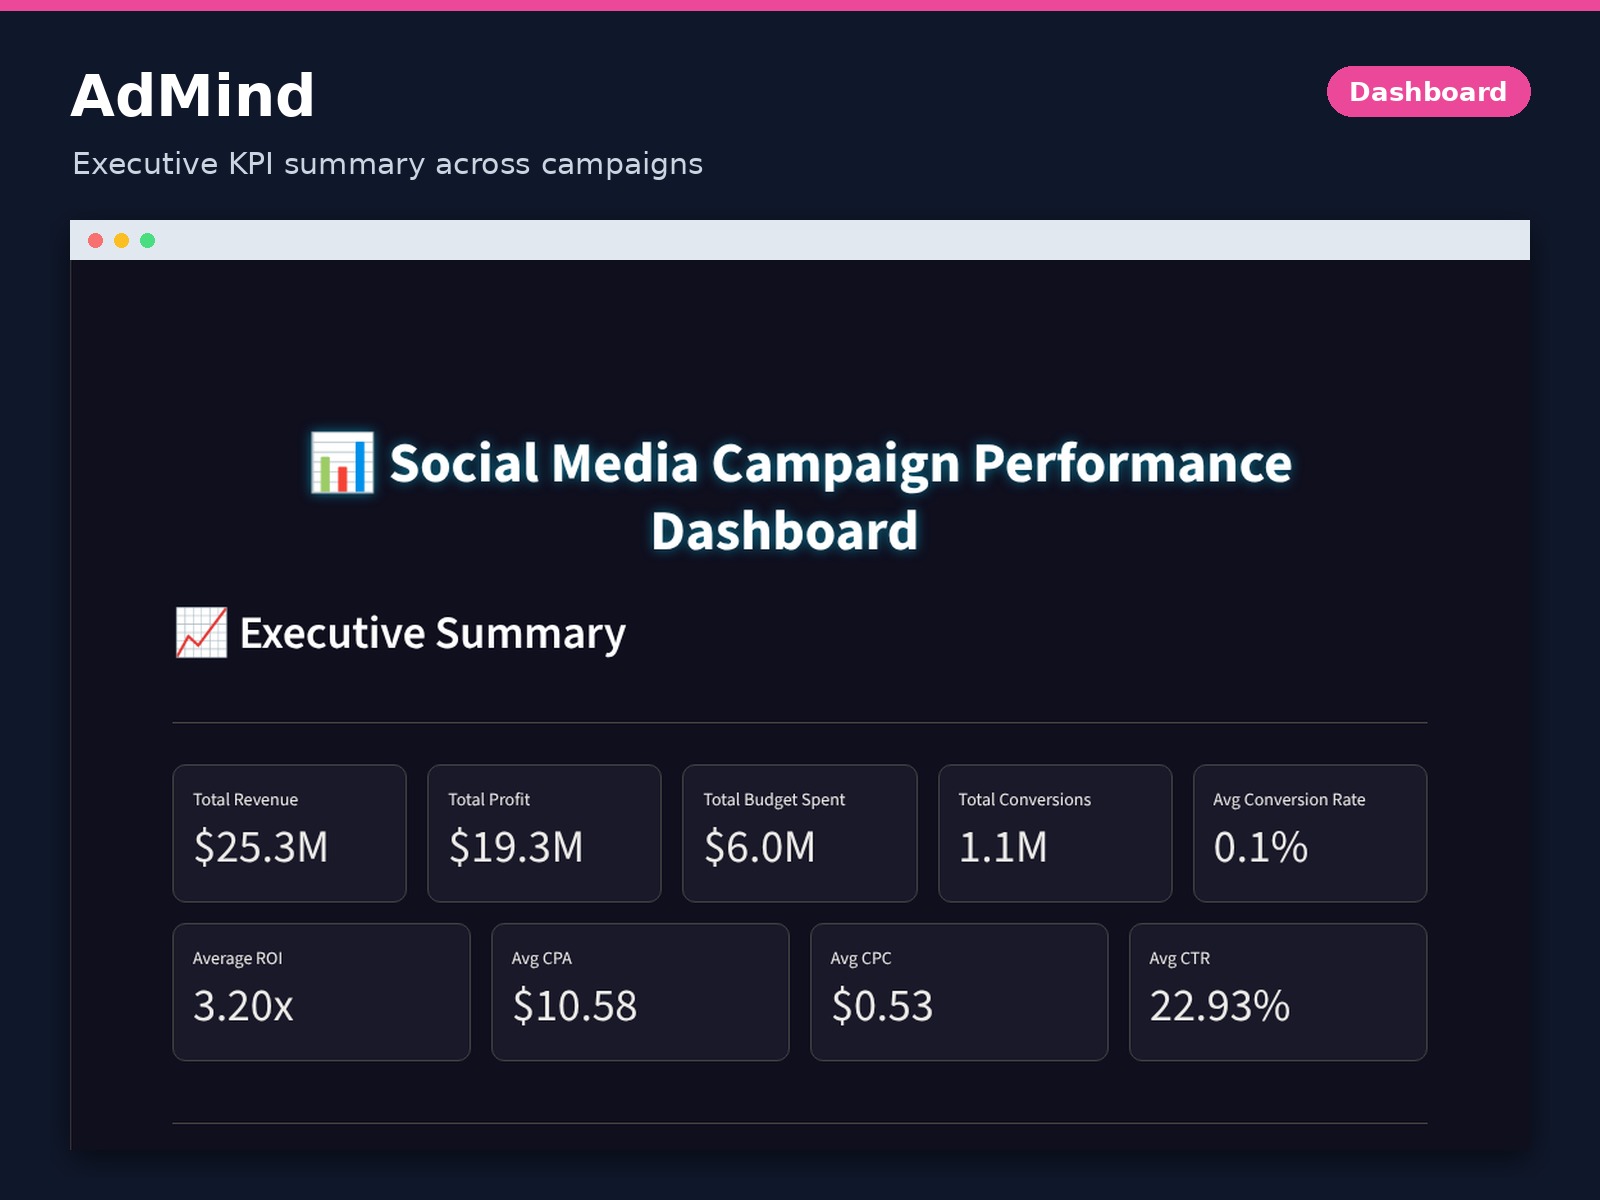 AdMind
Dashboard
Executive KPI summary across campaigns
📊 Social Media Campaign Performance
Dashboard
📈 Executive Summary
Total Revenue
$25.3M
Total Profit
$19.3M
Total Budget Spent
$6.0M
Total Conversions
1.1M
Avg Conversion Rate
0.1%
Average ROI
3.20x
Avg CPA
$10.58
Avg CPC
$0.53
Avg CTR
22.93%